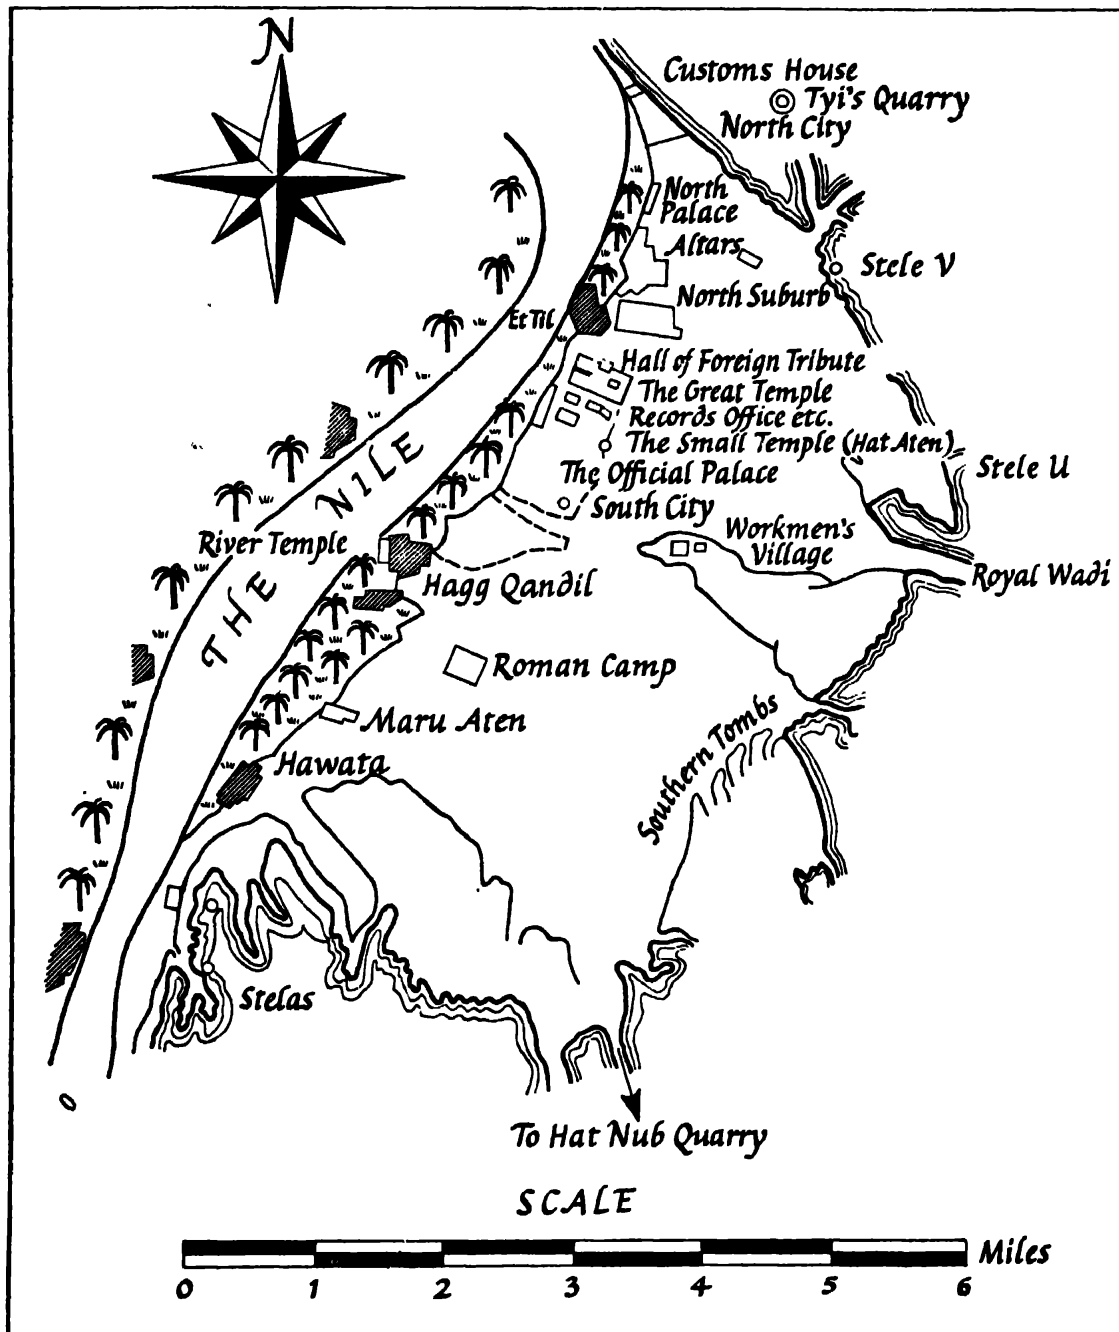 N
Customs House
Tyi's Quarry
North City
North
Palace
Altars
Stele V
North Suburb
Et Til
Hall of Foreign Tribute
The Great Temple
Records Office etc.
The Small Temple (Hat Aten)
The Official Palace
Stele U
South City
THE NILE
River Temple
Workmen's
Village
Royal Wadi
Hagg Qandil
Roman Camp
Maru Aten
Southern Tombs
Hawata
Stelas
To Hat Nub Quarry
SCALE
Miles
0 1 2 3 4 5 6